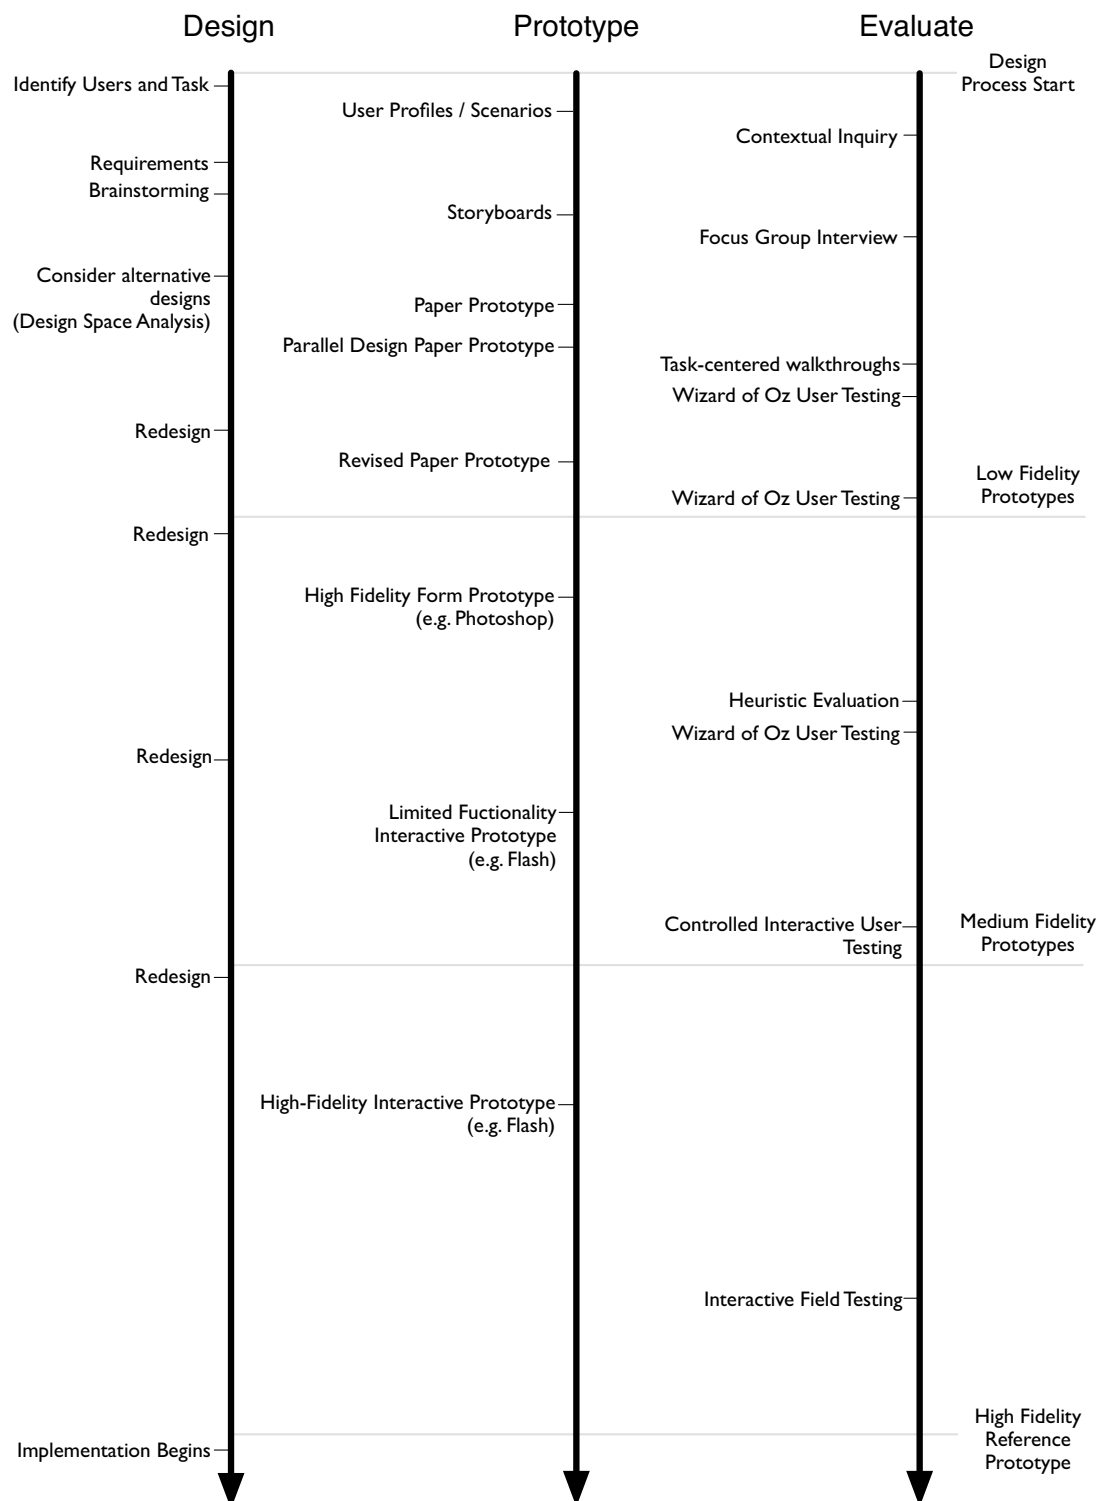 Design
Prototype
Evaluate
Design
Process Start
Identify Users and Task
User Profiles / Scenarios
Contextual Inquiry
Requirements
Brainstorming
Storyboards
Focus Group Interview
Consider alternative
designs
(Design Space Analysis)
Paper Prototype
Parallel Design Paper Prototype
Task-centered walkthroughs
Wizard of Oz User Testing
Redesign
Revised Paper Prototype
Low Fidelity
Prototypes
Wizard of Oz User Testing
Redesign
High Fidelity Form Prototype
(e.g. Photoshop)
Heuristic Evaluation
Wizard of Oz User Testing
Redesign
Limited Fuctionality
Interactive Prototype
(e.g. Flash)
Controlled Interactive User
Testing
Medium Fidelity
Prototypes
Redesign
High-Fidelity Interactive Prototype
(e.g. Flash)
Interactive Field Testing
High Fidelity
Reference
Prototype
Implementation Begins